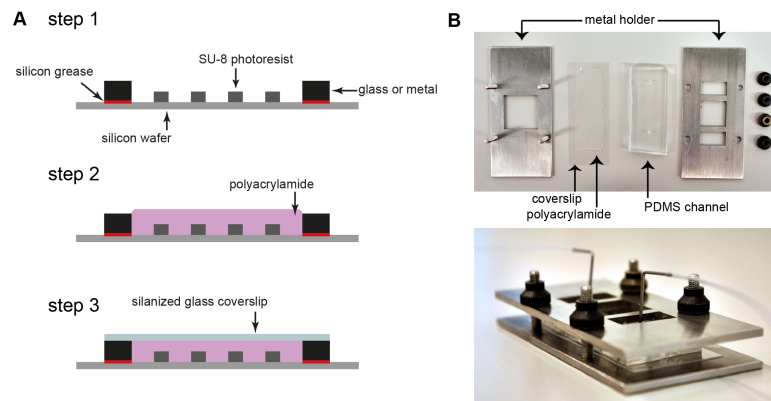 A
step 1
SU-8 photoresist
silicon grease
glass or metal
silicon wafer
step 2
polyacrylamide
step 3
silanized glass coverslip
B
metal holder
coverslip
polyacrylamide
PDMS channel